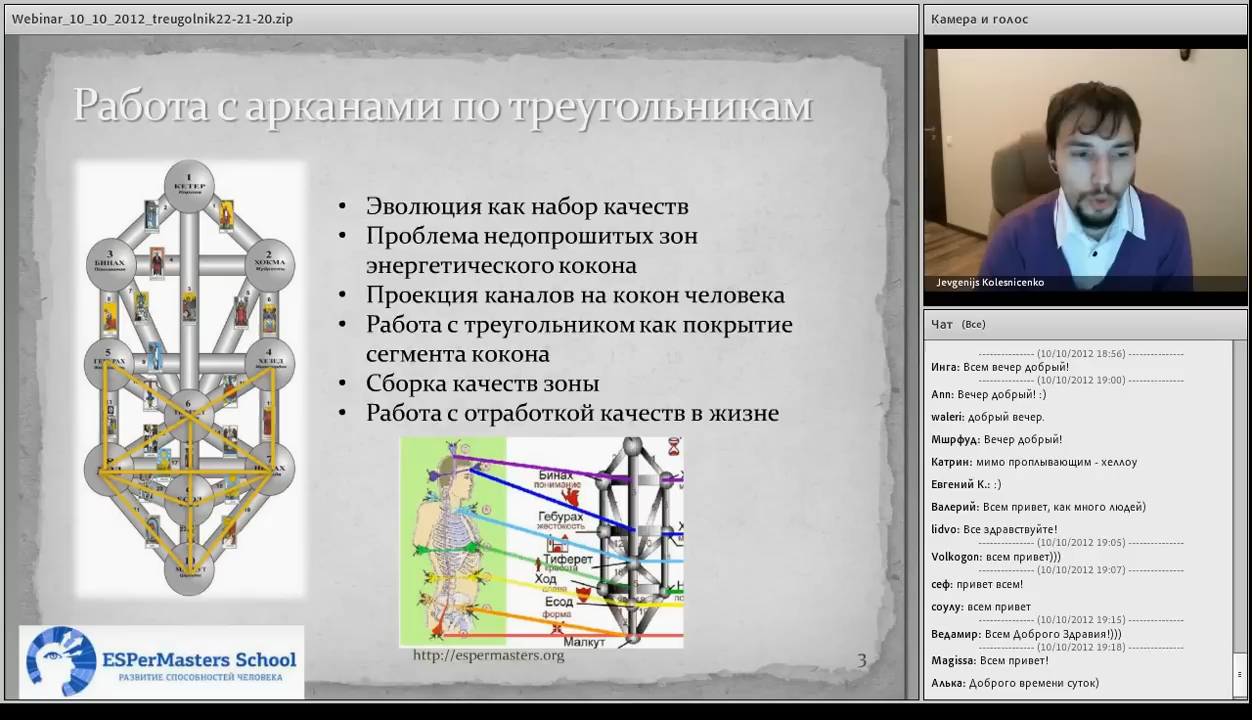 Webinar_10_10_2012_treugolnik22-21-20.zip
Работа с арканами по треугольникам
1
КЕТЕР
3
БИНАХ
2
ХОКМА
5
4
ХЕЗЕД
6
7
• Эволюция как набор качеств
• Проблема недопрошитых зон
энергетического кокона
• Проекция каналов на кокон человека
• Работа с треугольником как покрытие
сегмента кокона
• Сборка качеств зоны
• Работа с отработкой качеств в жизне
Бинах
понимание
Гебурах
жестокость
Тиферет
красота
Ход
Есод
форма
Малкут
http://espermasters.org
3
ESPerMasters School
РАЗВИТИЕ СПОСОБНОСТЕЙ ЧЕЛОВЕКА
Камера и голос
Jevgenijs Kolesnicenko
Чат (Все)
--------------- (10/10/2012 18:56) ---------------
Инга: Всем вечер добрый!
--------------- (10/10/2012 19:00) ---------------
Ann: Вечер добрый! :)
waleri: добрый вечер.
Мшрфуд: Вечер добрый!
Катрин: мимо проплывающим - хеллоу
Евгений К.: :)
Валерий: Всем привет, как много людей)
lidvo: Все здравствуйте!
--------------- (10/10/2012 19:05) ---------------
Volkogon: всем привет)))
--------------- (10/10/2012 19:07) ---------------
сеф: привет всем!
соулу: всем привет
--------------- (10/10/2012 19:15) ---------------
Ведамир: Всем Доброго Здравия!)))
--------------- (10/10/2012 19:18) ---------------
Magissa: Всем привет!
Алька: Доброго времени суток)